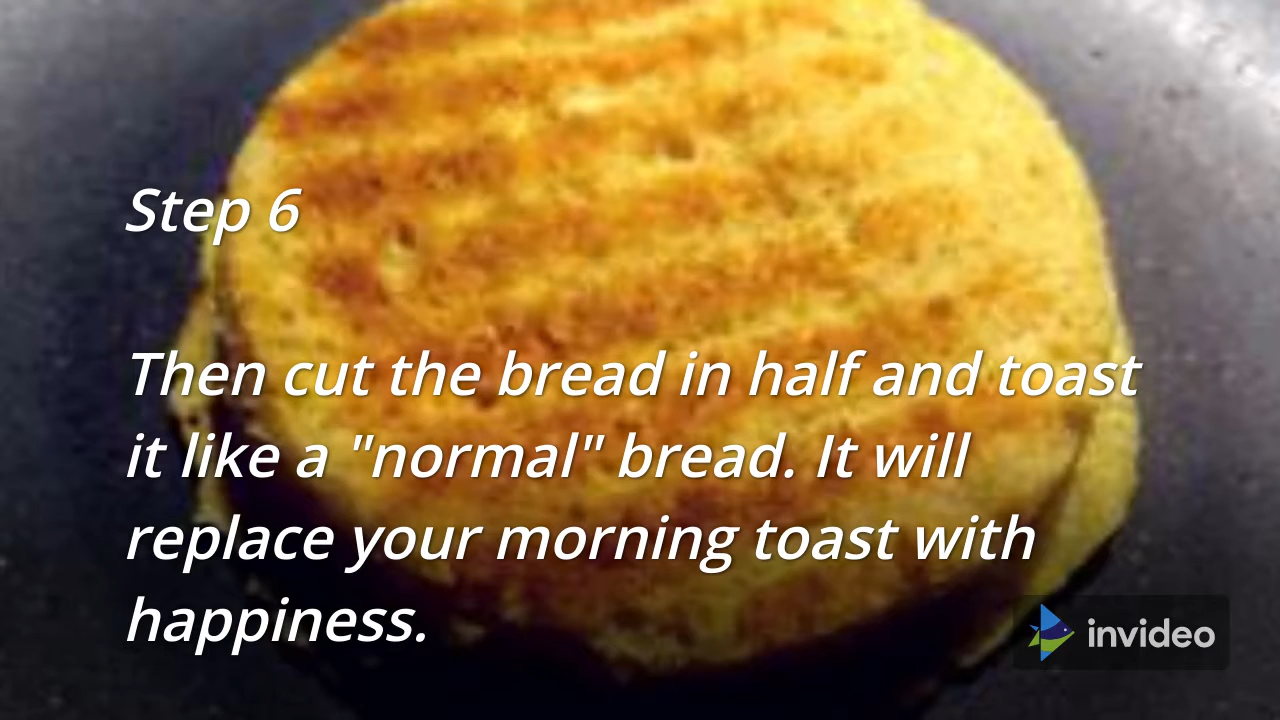 Step 6
Then cut the bread in half and toast
it like a "normal" bread. It will
replace your morning toast with
happiness.
invideo